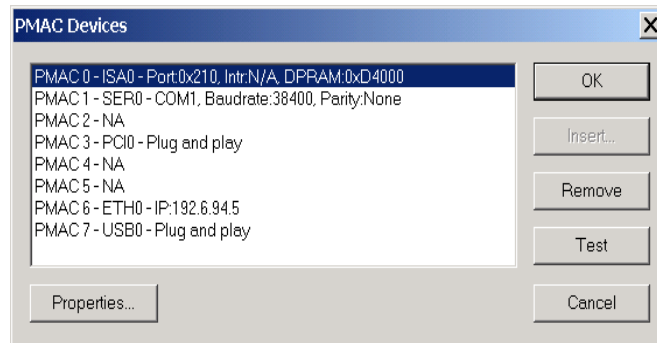 PMAC Devices
PMAC 0 - ISA0 - Port:0x210, Intr:N/A, DPRAM:0xD4000
PMAC 1 - SER0 - COM1, Baudrate:38400, Parity:None
PMAC 2 - NA
PMAC 3 - PCI0 - Plug and play
PMAC 4 - NA
PMAC 5 - NA
PMAC 6 - ETH0 - IP:192.6.94.5
PMAC 7 - USB0 - Plug and play
OK
Insert...
Remove
Test
Properties...
Cancel